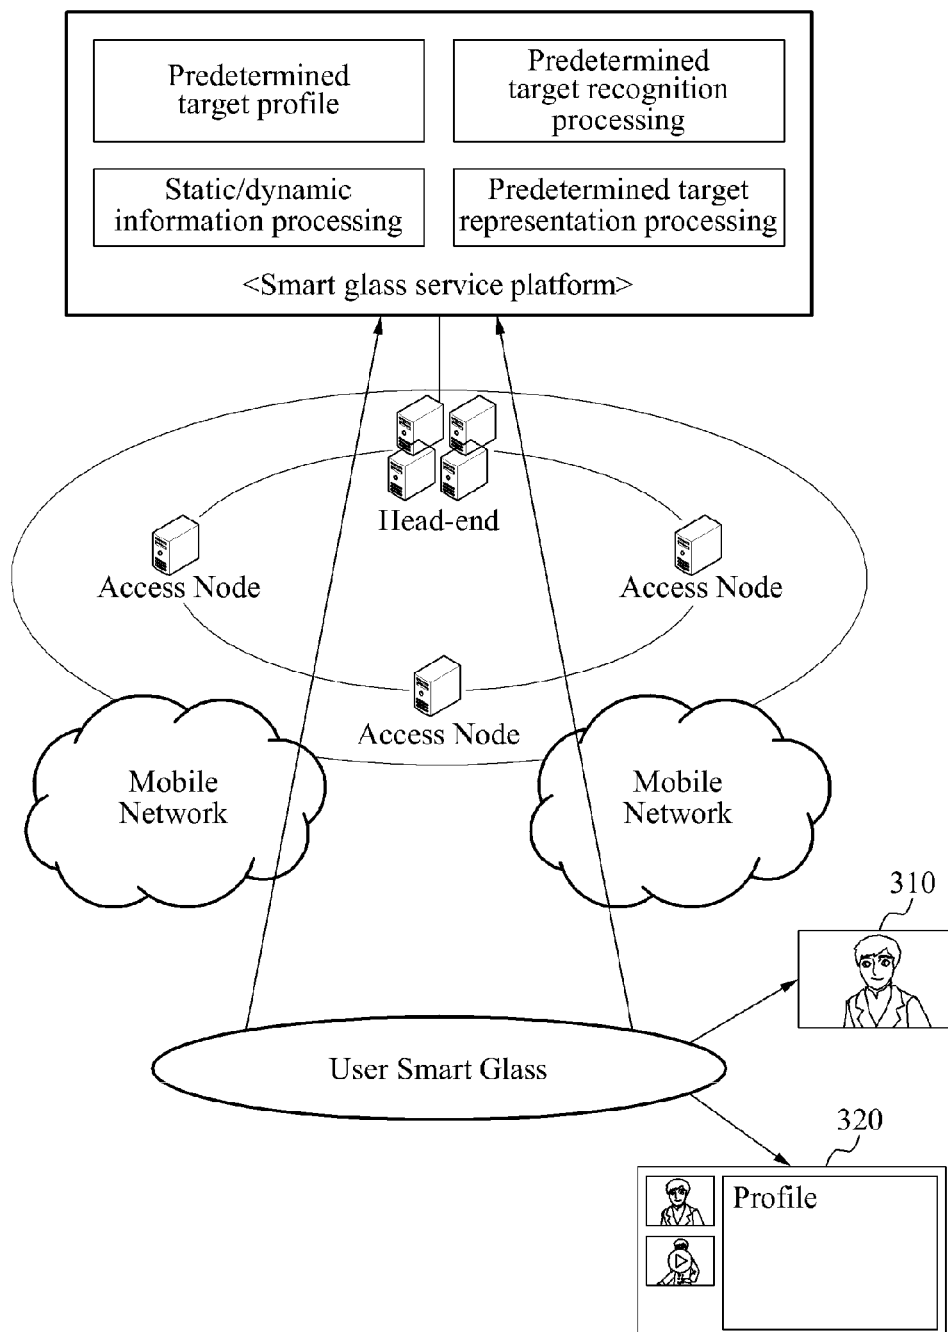 Predetermined
target profile
Predetermined
target recognition
processing
Static/dynamic
information processing
Predetermined target
representation processing
<Smart glass service platform>
Head-end
Access Node
Access Node
Access Node
Mobile
Network
Mobile
Network
310
User Smart Glass
320
Profile